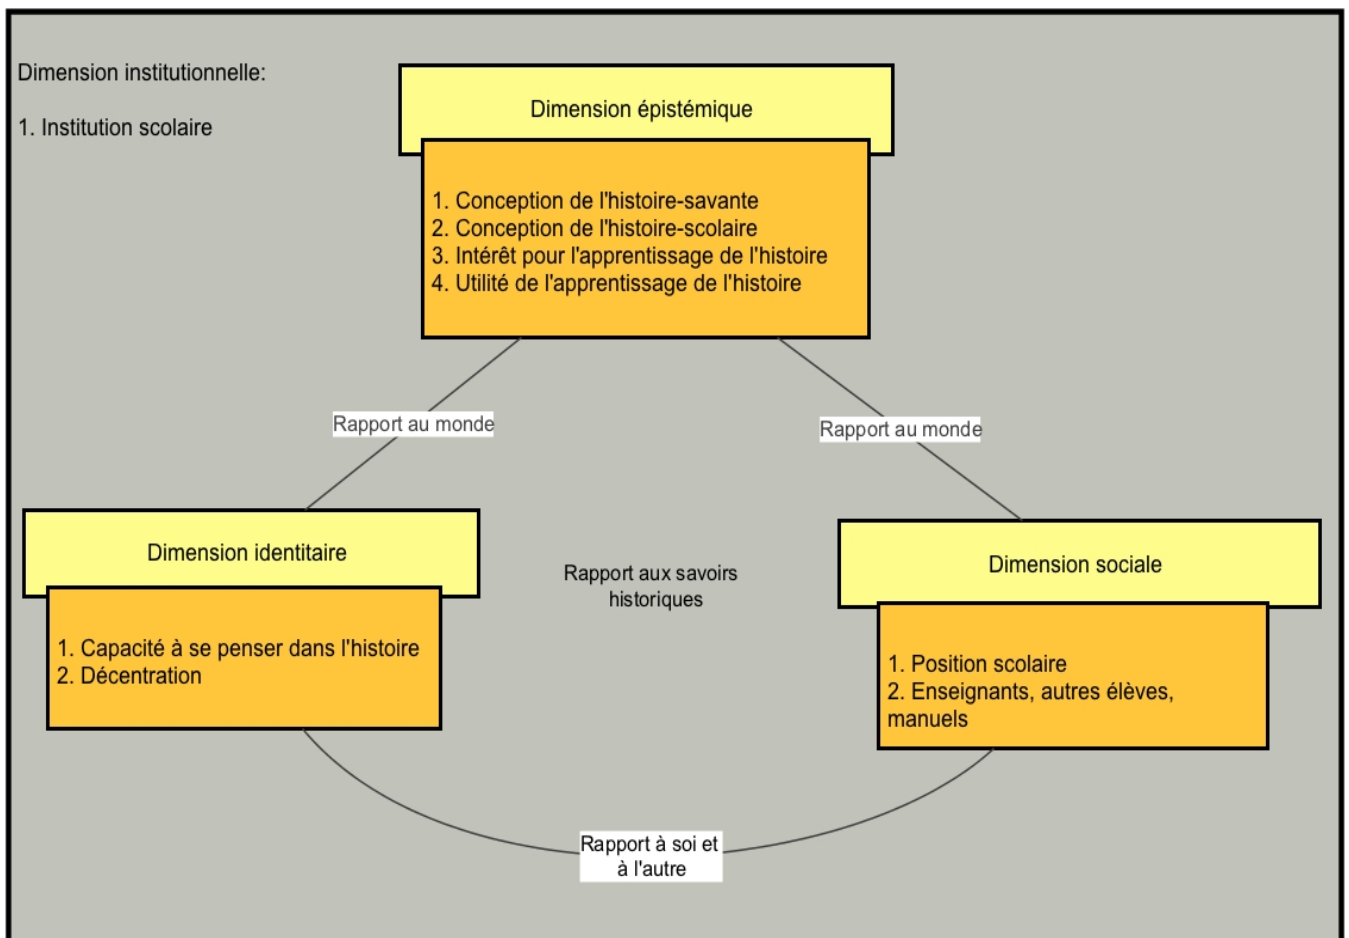 Dimension institutionnelle:
1. Institution scolaire
Dimension épistémique
1. Conception de l'histoire-savante
2. Conception de l'histoire-scolaire
3. Intérêt pour l'apprentissage de l'histoire
4. Utilité de l'apprentissage de l'histoire
Rapport au monde
Rapport au monde
Dimension identitaire
1. Capacité à se penser dans l'histoire
2. Décentration
Rapport aux savoirs
historiques
Dimension sociale
1. Position scolaire
2. Enseignants, autres élèves,
manuels
Rapport à soi et
à l'autre